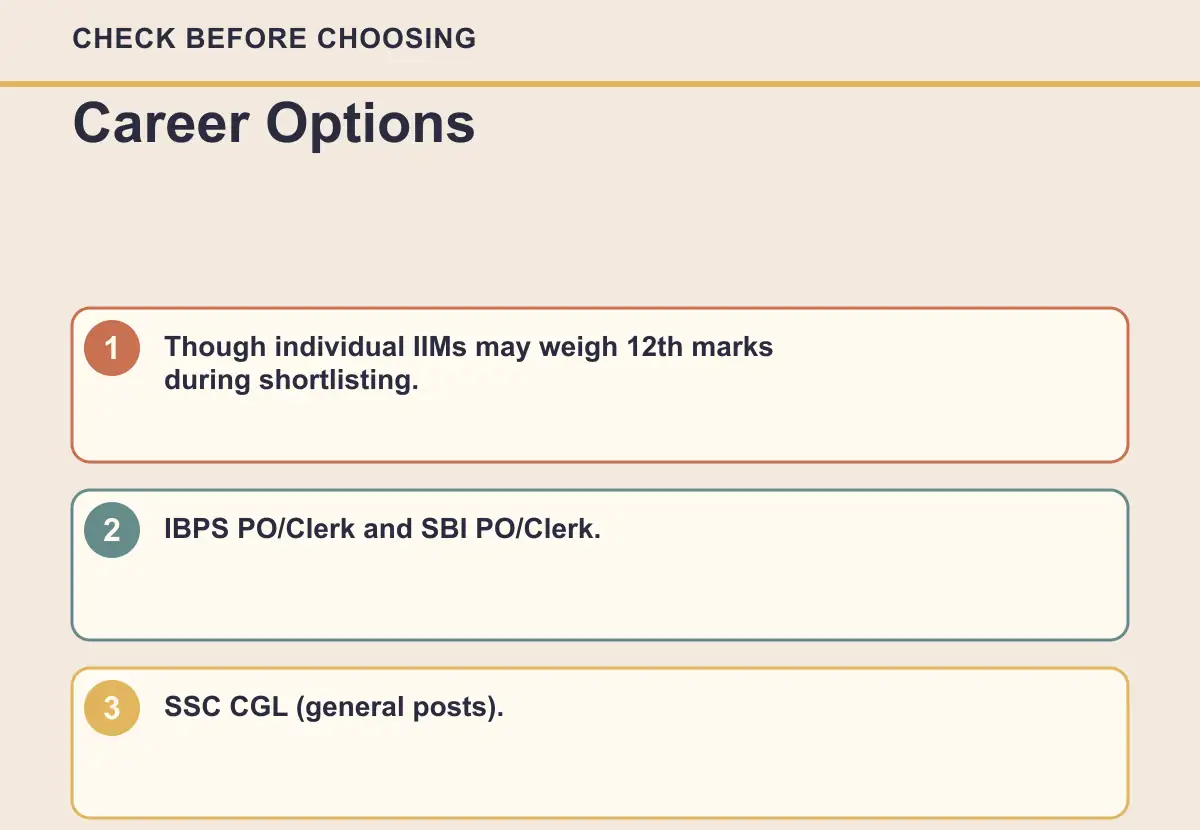 CHECK BEFORE CHOOSING
Career Options
1
Though individual IIMs may weigh 12th marks
during shortlisting.
2
IBPS PO/Clerk and SBI PO/Clerk.
3
SSC CGL (general posts).